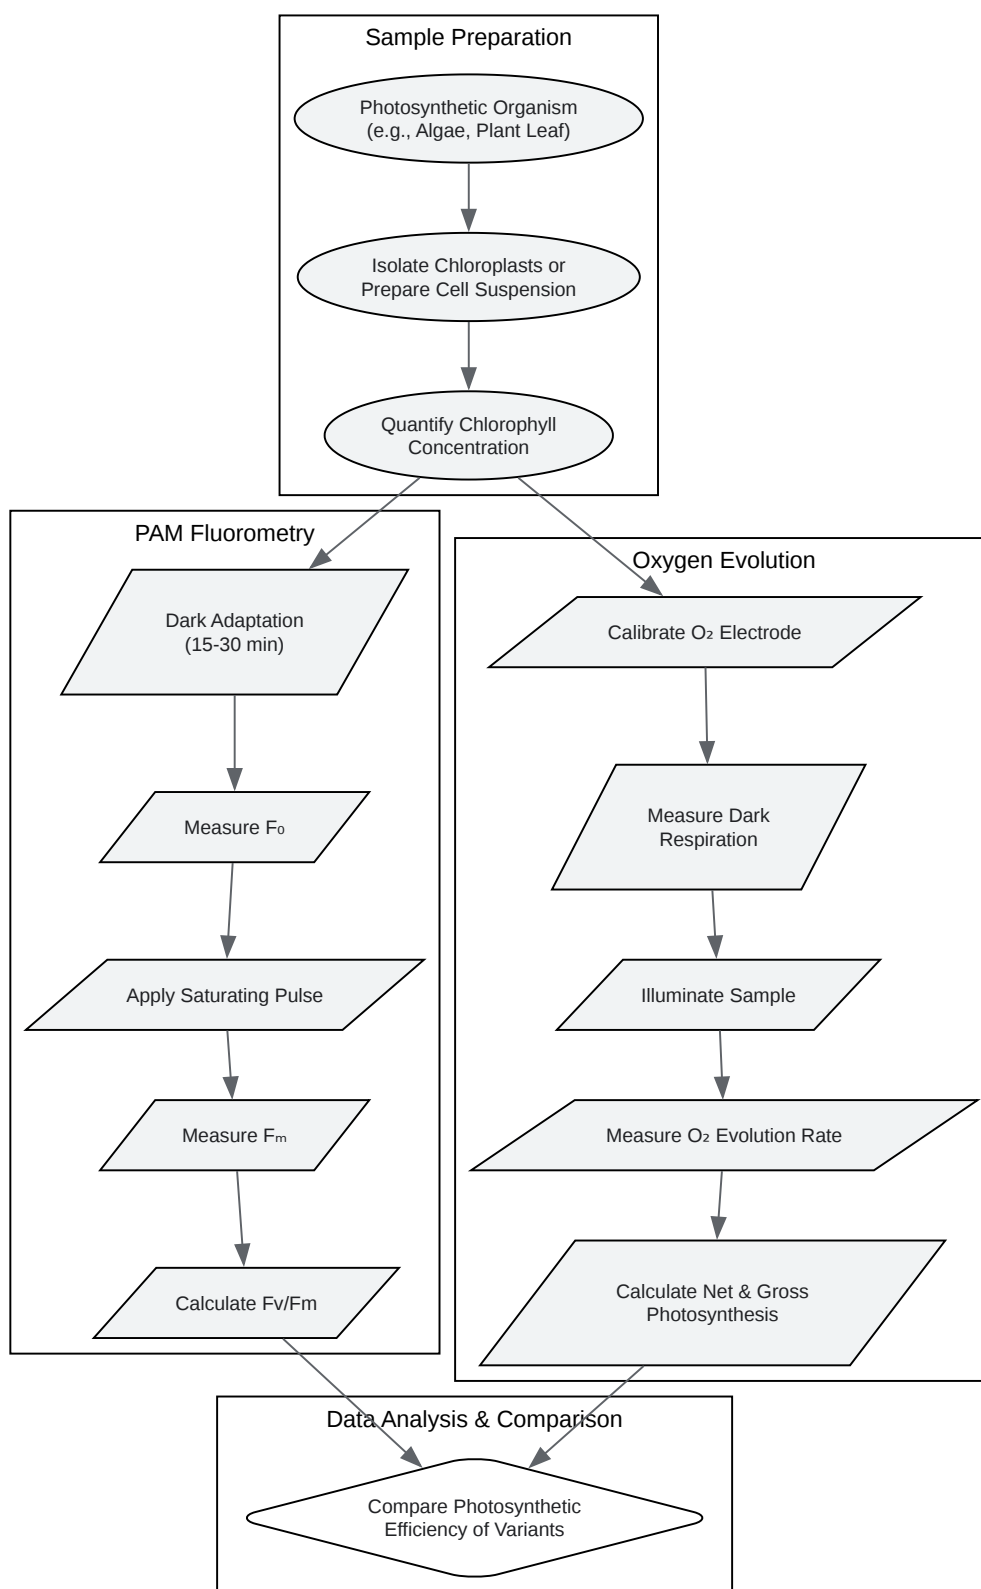 Sample Preparation
Photosynthetic Organism
(e.g., Algae, Plant Leaf)
Isolate Chloroplasts or
Prepare Cell Suspension
Quantify Chlorophyll
Concentration
PAM Fluorometry
Dark Adaptation
(15-30 min)
Measure F₀
Apply Saturating Pulse
Measure Fₘ
Calculate Fv/Fm
Oxygen Evolution
Calibrate O₂ Electrode
Measure Dark
Respiration
Illuminate Sample
Measure O₂ Evolution Rate
Calculate Net & Gross
Photosynthesis
Data Analysis & Comparison
Compare Photosynthetic
Efficiency of Variants